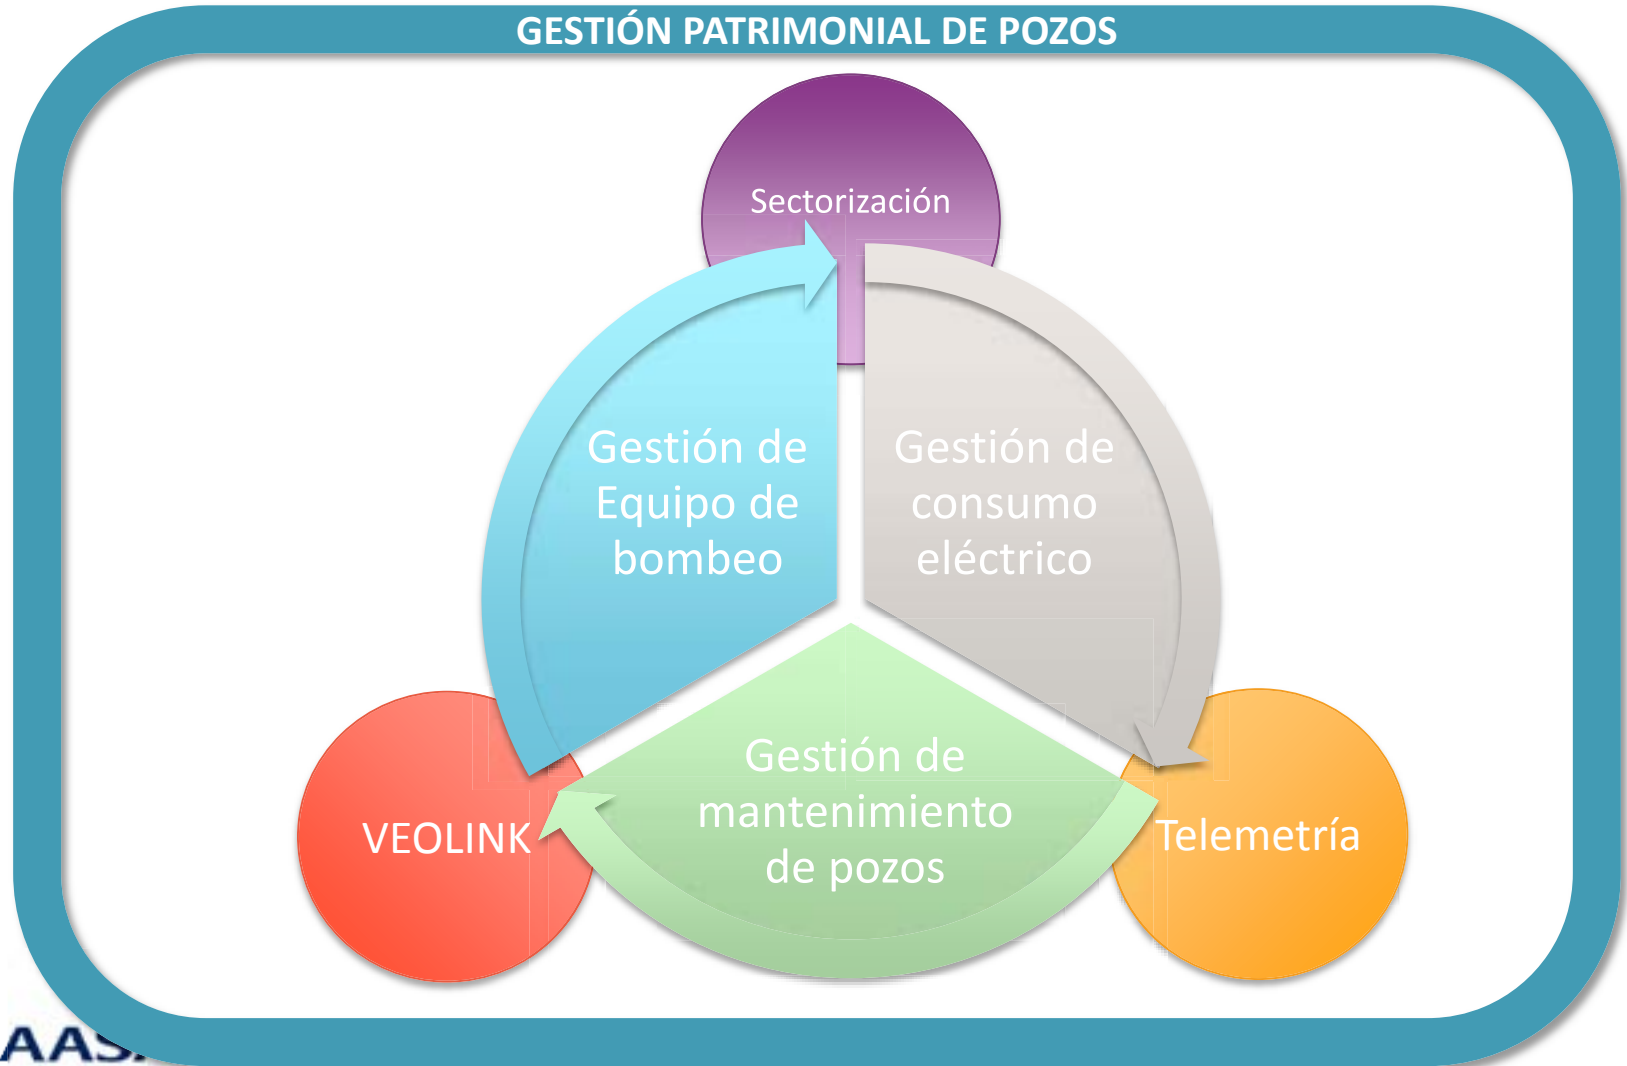 GESTIÓN PATRIMONIAL DE POZOS
Sectorización
Gestión de
Equipo de
bombeo
Gestión de
consumo
eléctrico
Gestión de
mantenimiento
de pozos
VEOLINK
Telemetría